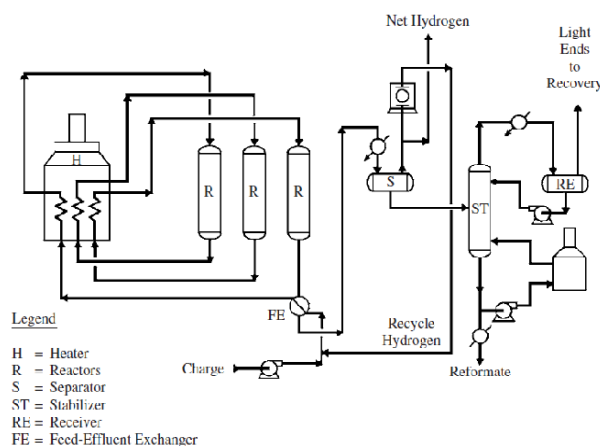 Net Hydrogen
Light
Ends
to
Recovery
H
R
R
R
S
ST
RE
FE
Recycle
Hydrogen
Charge
Reformate
Legend
H = Heater
R = Reactors
S = Separator
ST = Stabilizer
RE = Receiver
FE = Feed-Effluent Exchanger